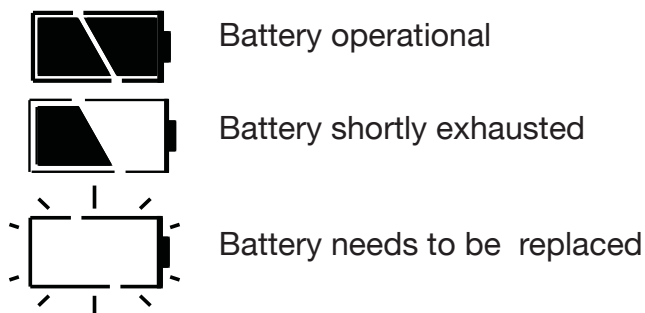 Battery operational
Battery shortly exhausted
Battery needs to be  replaced